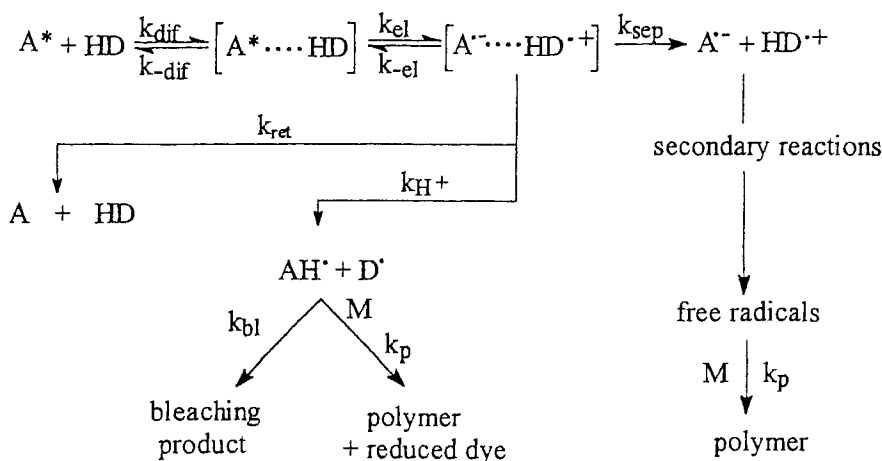 A* + HD k_dif k_-dif [A* ···· HD] k_el k_-el [A·- ···· HD·+] k_sep A·- + HD·+
k_ret
secondary reactions
k_H+
A + HD
AH· + D·
free radicals
k_bl M k_p
M k_p
bleaching product
polymer + reduced dye
polymer